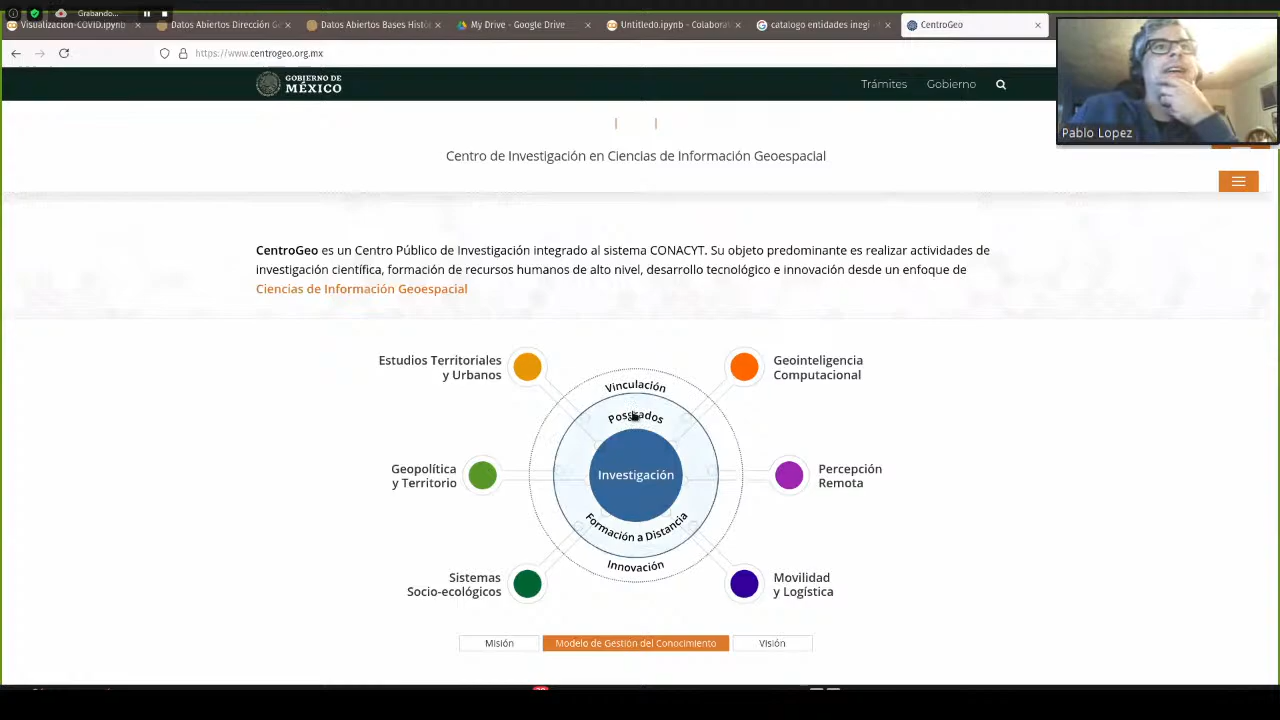 Grabando...
Visualizacion-COVID.ipynb
Datos Abiertos Dirección G
Datos Abiertos Bases Histó
My Drive - Google Drive
Untitled0.ipynb - Colabora
catalogo entidades inegi
CentroGeo
https://www.centrogeo.org.mx
GOBIERNO DE
MÉXICO
Trámites
Gobierno
Pablo Lopez
Centro de Investigación en Ciencias de Información Geoespacial
CentroGeo es un Centro Público de Investigación integrado al sistema CONACYT. Su objeto predominante es realizar actividades de
investigación científica, formación de recursos humanos de alto nivel, desarrollo tecnológico e innovación desde un enfoque de
Ciencias de Información Geoespacial
Estudios Territoriales
y Urbanos
Geointeligencia
Computacional
Vinculación
Posgrados
Geopolítica
y Territorio
Investigación
Percepción
Remota
Formación a Distancia
Innovación
Sistemas
Socio-ecológicos
Movilidad
y Logística
Misión
Modelo de Gestión del Conocimiento
Visión